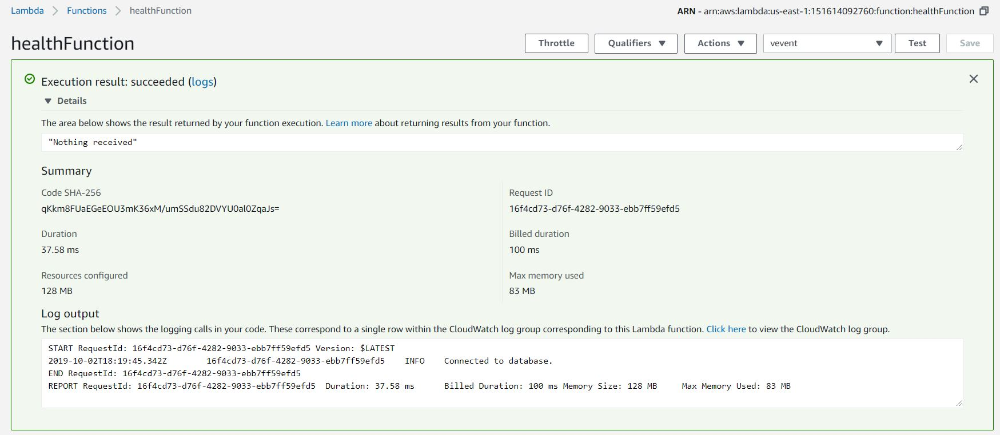 Lambda > Functions > healthFunction
ARN - arn:aws:lambda:us-east-1:151614092760:function:healthFunction
healthFunction
Throttle Qualifiers Actions vevent Test Save
Execution result: succeeded (logs)
Details
The area below shows the result returned by your function execution. Learn more about returning results from your function.
"Nothing received"
Summary
Code SHA-256
qKkm8FUaEGeEOU3mK36xM/umSSdu82DVYU0al0ZqaJs=
Request ID
16f4cd73-d76f-4282-9033-ebb7ff59efd5
Duration
37.58 ms
Billed duration
100 ms
Resources configured
128 MB
Max memory used
83 MB
Log output
The section below shows the logging calls in your code. These correspond to a single row within the CloudWatch log group corresponding to this Lambda function. Click here to view the CloudWatch log group.
START RequestId: 16f4cd73-d76f-4282-9033-ebb7ff59efd5 Version: $LATEST
2019-10-02T18:19:45.342Z 16f4cd73-d76f-4282-9033-ebb7ff59efd5 INFO Connected to database.
END RequestId: 16f4cd73-d76f-4282-9033-ebb7ff59efd5
REPORT RequestId: 16f4cd73-d76f-4282-9033-ebb7ff59efd5 Duration: 37.58 ms Billed Duration: 100 ms Memory Size: 128 MB Max Memory Used: 83 MB